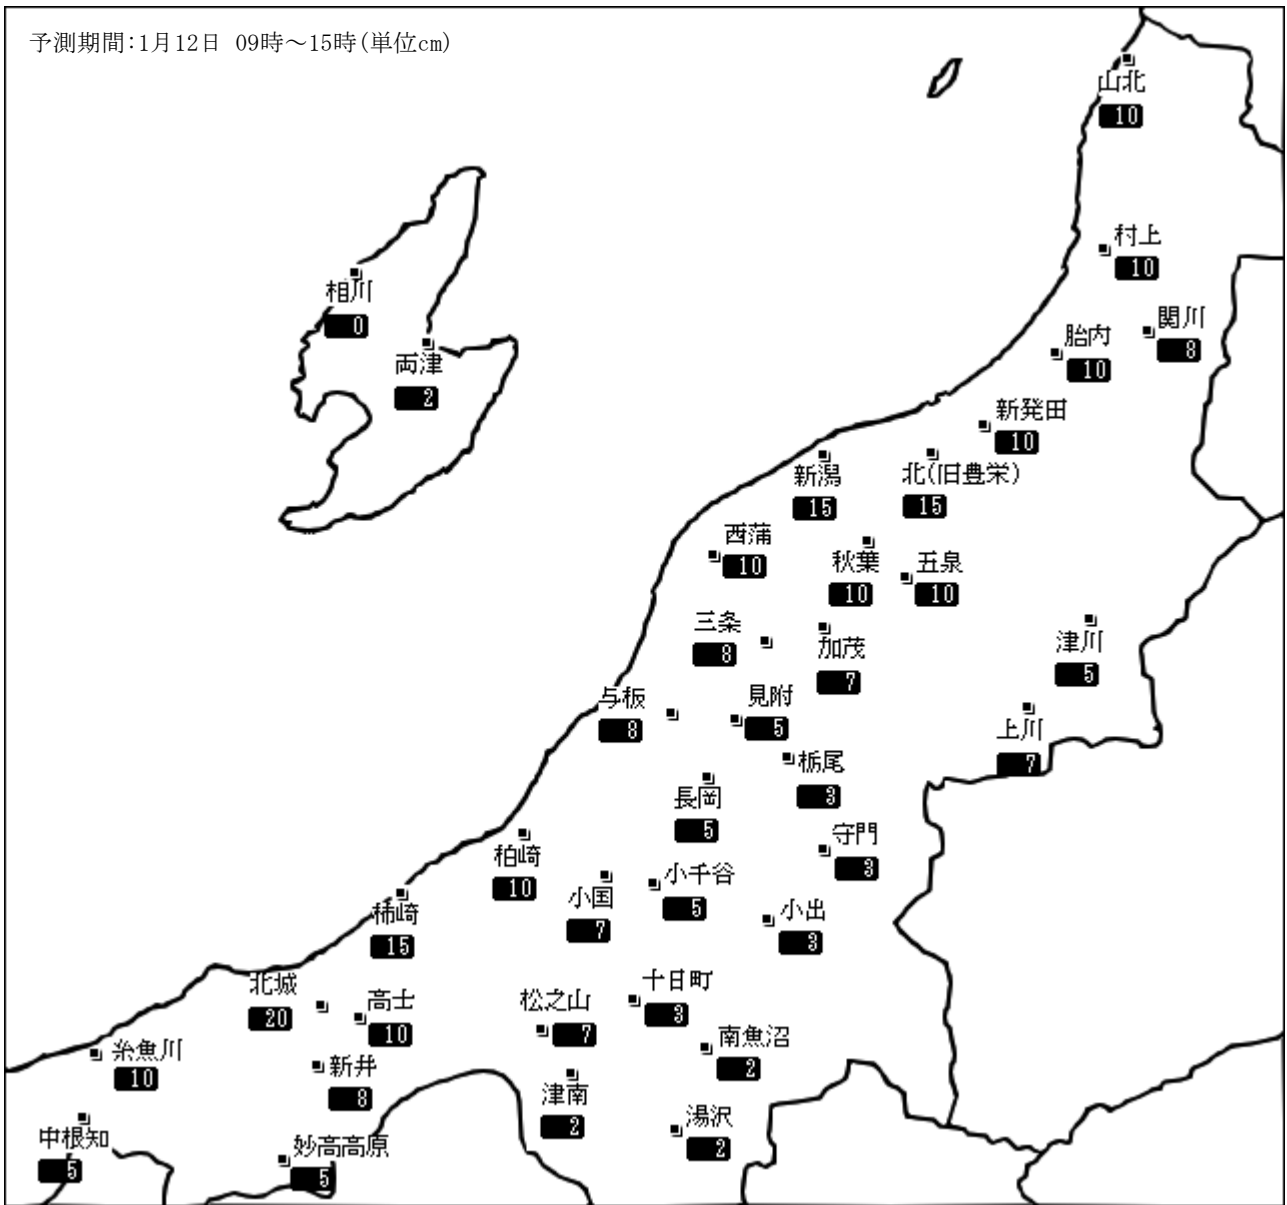 予測期間:1月12日 09時～15時(単位cm)
山北
10
村上
10
相川
0
関川
8
胎内
10
両津
2
新発田
10
新潟
15
北(旧豊栄)
15
西蒲
10
秋葉
10
五泉
10
三条
8
加茂
7
津川
5
与板
8
見附
5
上川
7
栃尾
3
長岡
5
守門
3
柏崎
10
小国
7
小千谷
5
柿崎
15
小出
3
北城
20
高士
10
松之山
7
十日町
3
糸魚川
10
新井
8
南魚沼
2
津南
2
湯沢
2
中根知
5
妙高高原
5